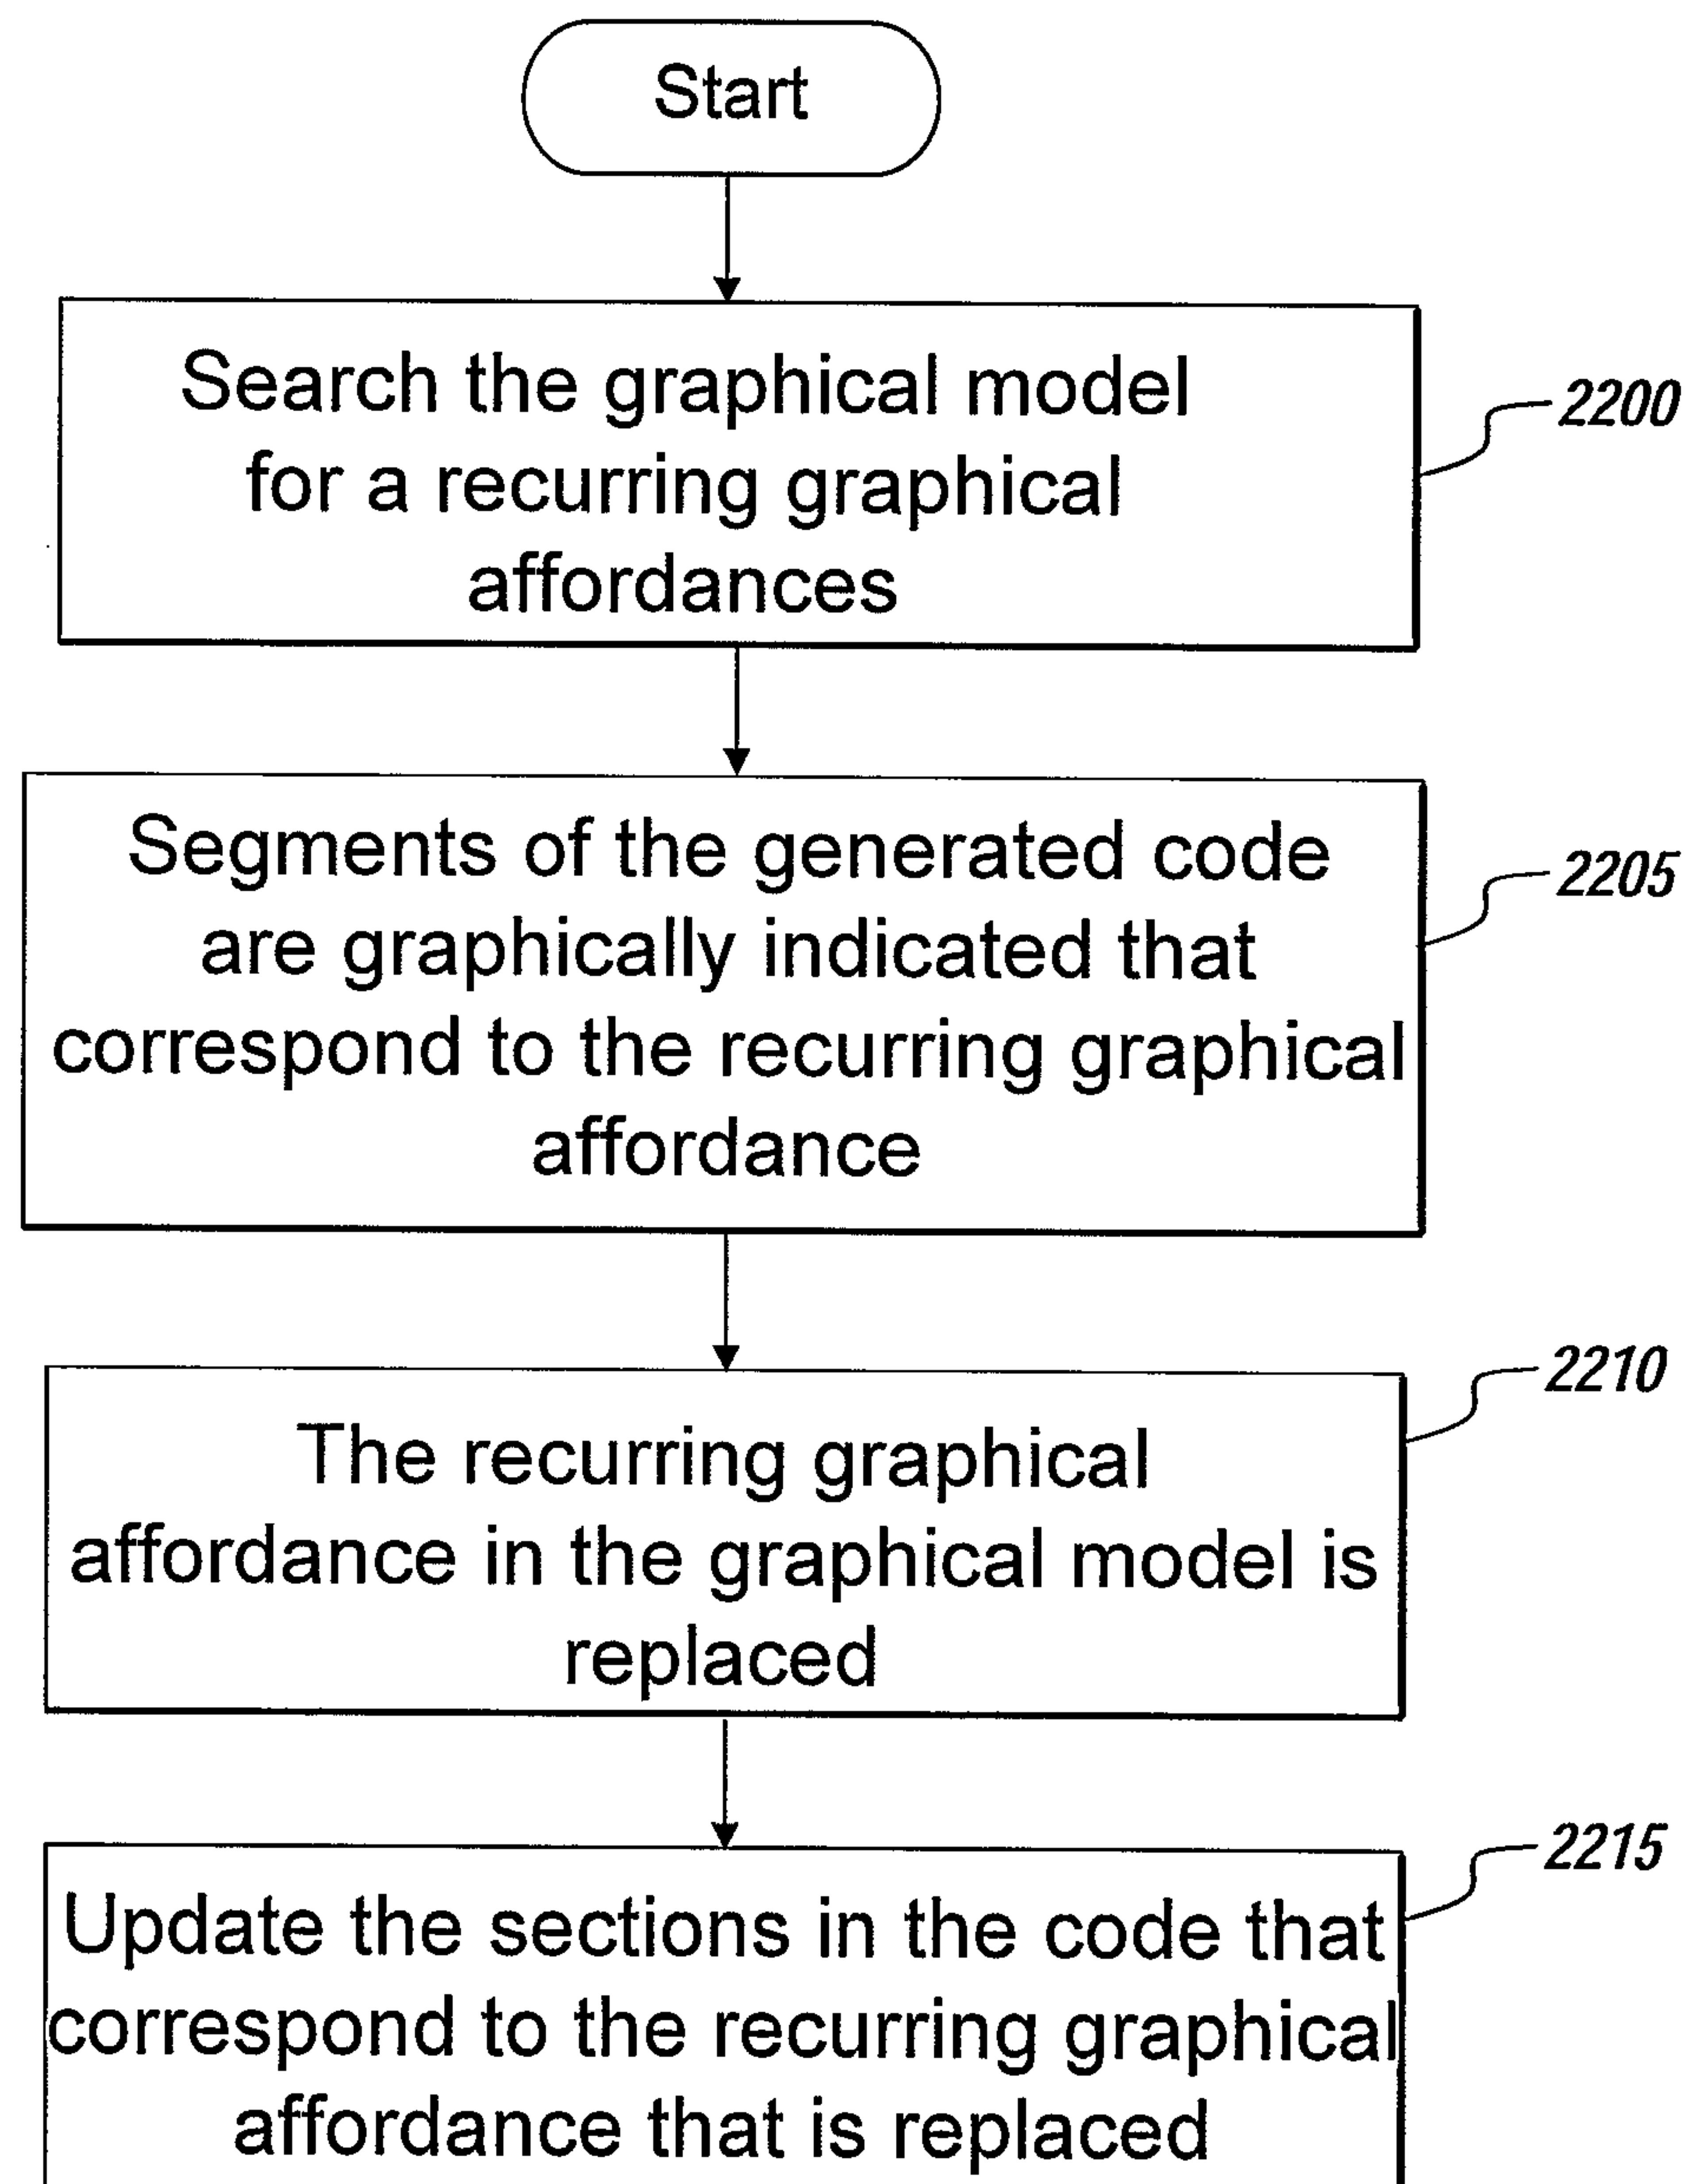 Start
Search the graphical model
for a recurring graphical
affordances
2200
Segments of the generated code
are graphically indicated that
correspond to the recurring graphical
affordance
2205
The recurring graphical
affordance in the graphical model is
replaced
2210
Update the sections in the code that
correspond to the recurring graphical
affordance that is replaced
2215